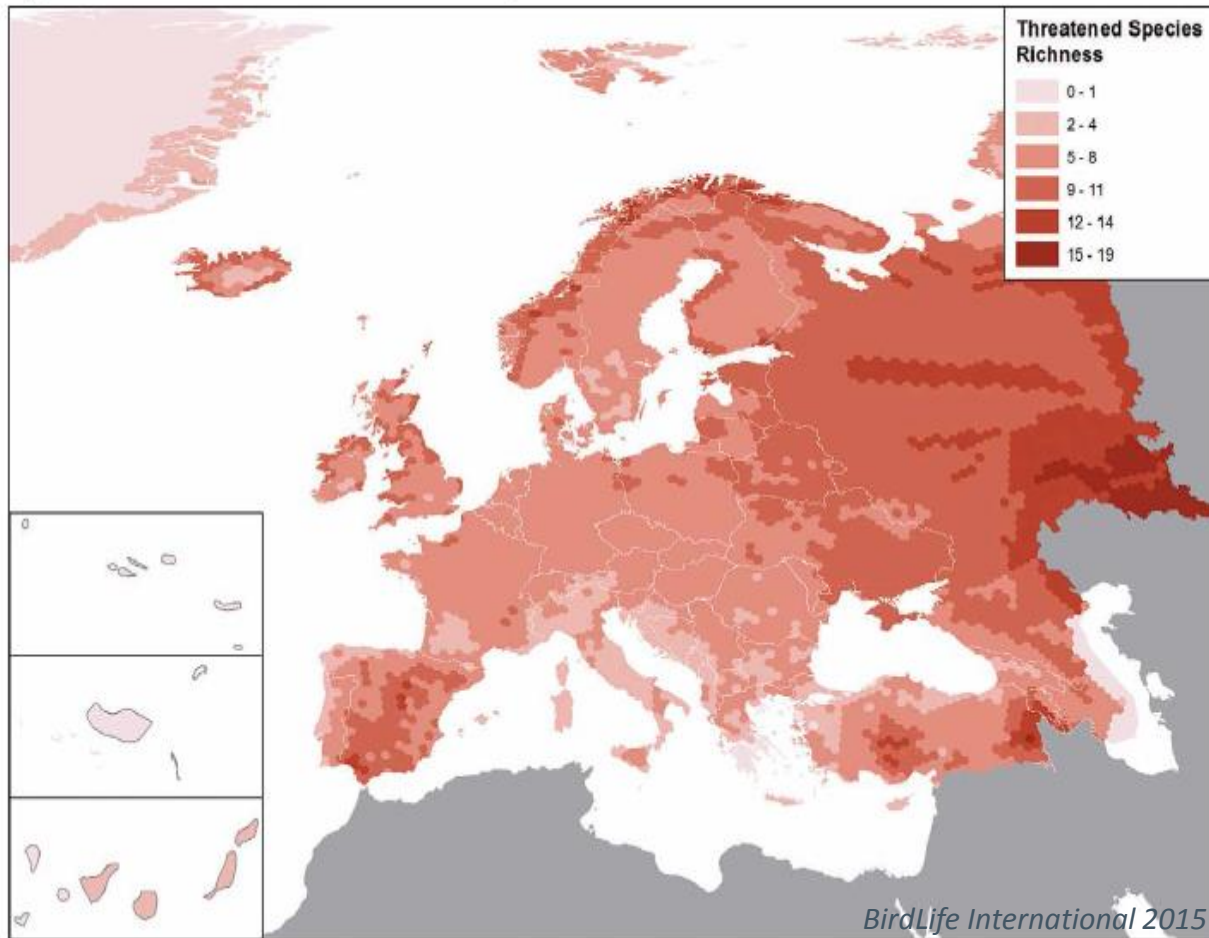 Threatened Species
Richness
0 - 1
2 - 4
5 - 8
9 - 11
12 - 14
15 - 19
BirdLife International 2015